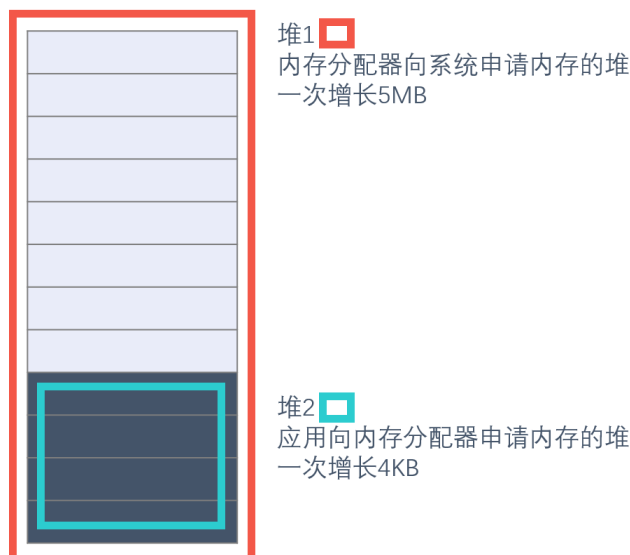 堆1
内存分配器向系统申请内存的堆
一次增长5MB
堆2
应用向内存分配器申请内存的堆
一次增长4KB